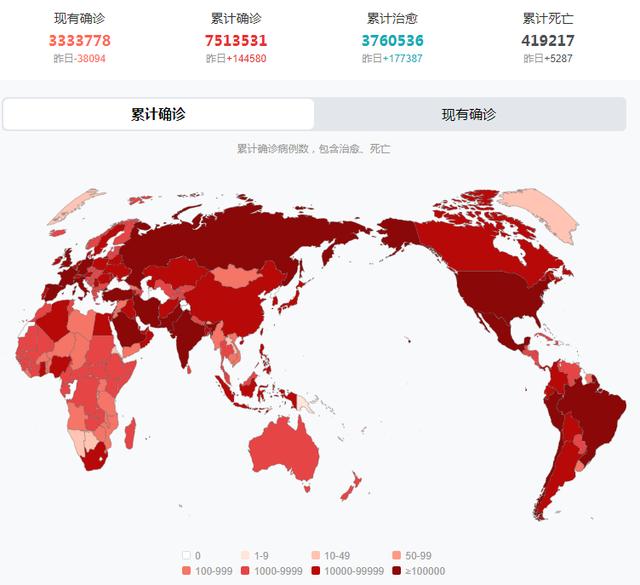 现有确诊 累计确诊 累计治愈 累计死亡
3333778 7513531 3760536 419217
昨日-38094 昨日+144580 昨日+177387 昨日+5287
累计确诊 现有确诊
累计确诊病例数，包含治愈、死亡
0 1-9 10-49 50-99
100-999 1000-9999 10000-99999 ≥100000